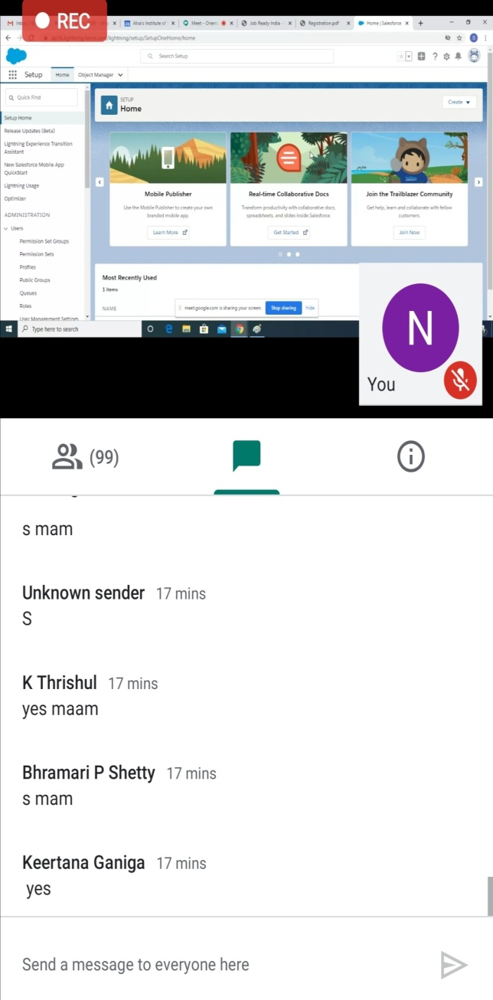 REC
Alva's Institute of
Meet - Orien
Job Ready India -
Registration.pdf
Home | Salesforce
lightning/setup/SetupOneHome/home
Search Setup
Setup
Home
Object Manager
Quick Find
SETUP
Home
Create
Setup Home
Release Updates (Beta)
Lightning Experience Transition
Assistant
New Salesforce Mobile App
QuickStart
Lightning Usage
Optimizer
ADMINISTRATION
Users
Permission Set Groups
Permission Sets
Profiles
Public Groups
Queues
Roles
User Management Settings
Mobile Publisher
Use the Mobile Publisher to create your own
branded mobile app.
Learn More
Real-time Collaborative Docs
Transform productivity with collaborative docs,
spreadsheets, and slides inside Salesforce.
Get Started
Join the Trailblazer Community
Get help, learn and collaborate with fellow
customers.
Join Now
Most Recently Used
1 items
NAME
meet.google.com is sharing your screen.
Stop sharing
Hide
Type here to search
N
You
(99)
s mam
Unknown sender 17 mins
S
K Thrishul 17 mins
yes maam
Bhramari P Shetty 17 mins
s mam
Keertana Ganiga 17 mins
yes
Send a message to everyone here